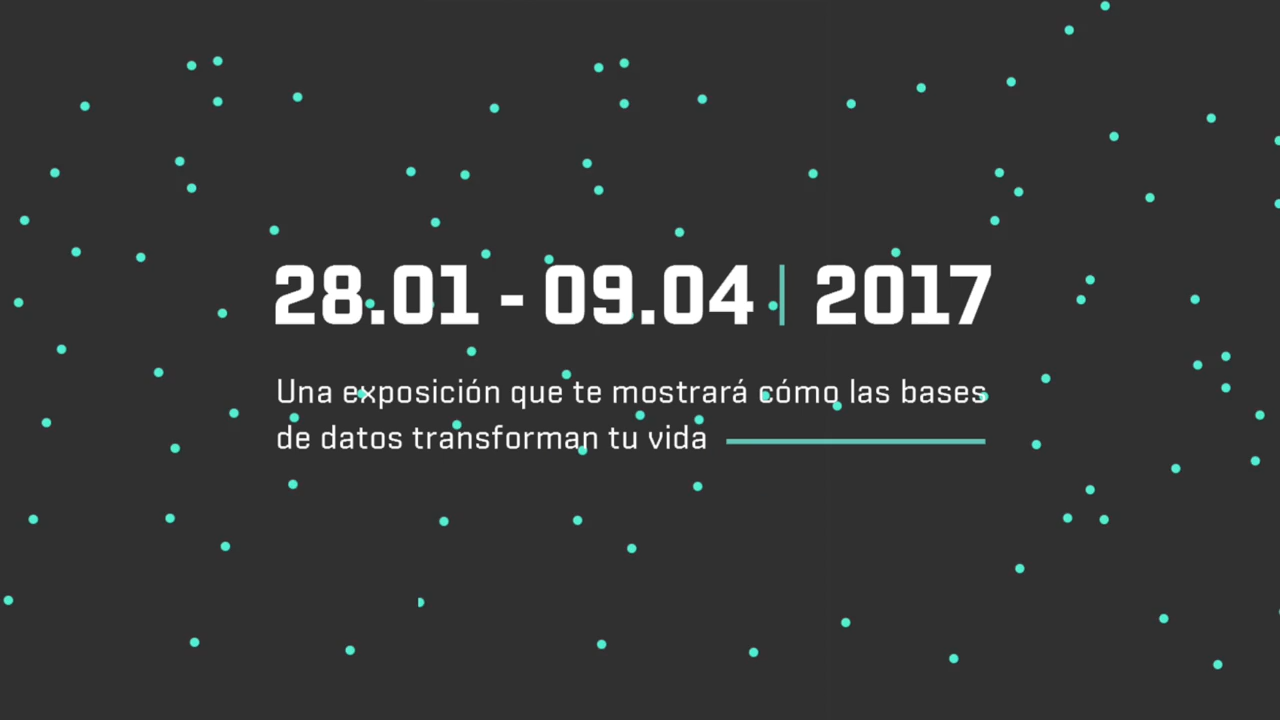 28.01 - 09.04 | 2017
Una exposición que te mostrará cómo las bases
de datos transforman tu vida